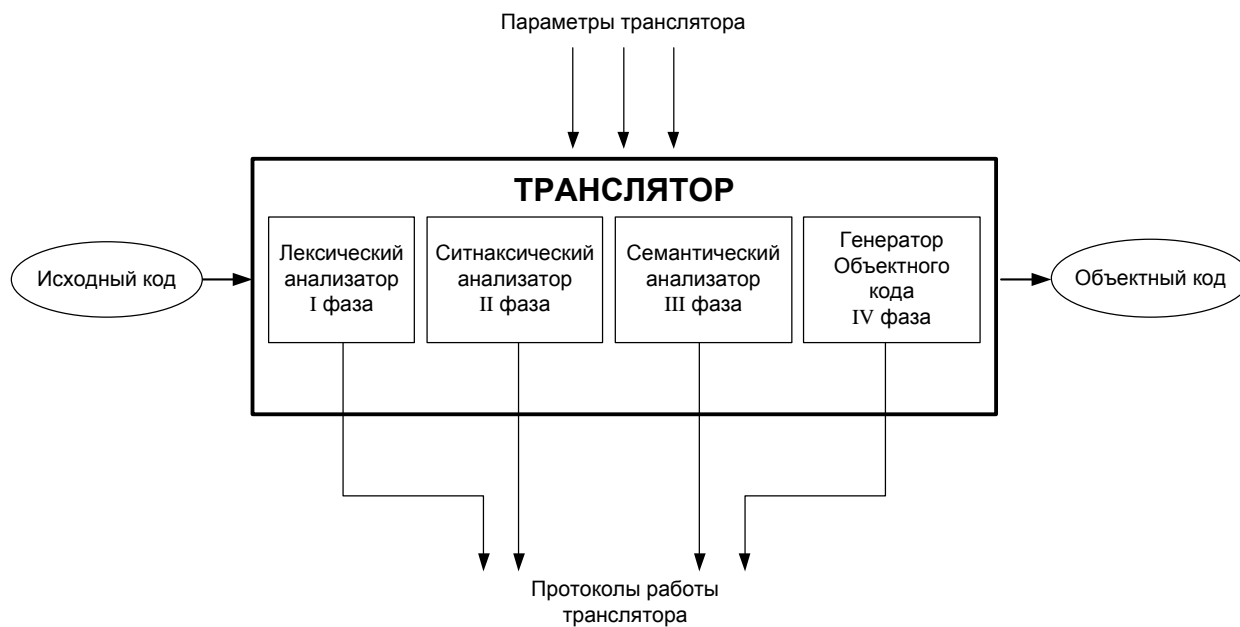 Параметры транслятора
ТРАНСЛЯТОР
Исходный код
Лексический
анализатор
I фаза
Ситнаксический
анализатор
II фаза
Семантический
анализатор
III фаза
Генератор
Объектного
кода
IV фаза
Объектный код
Протоколы работы
транслятора